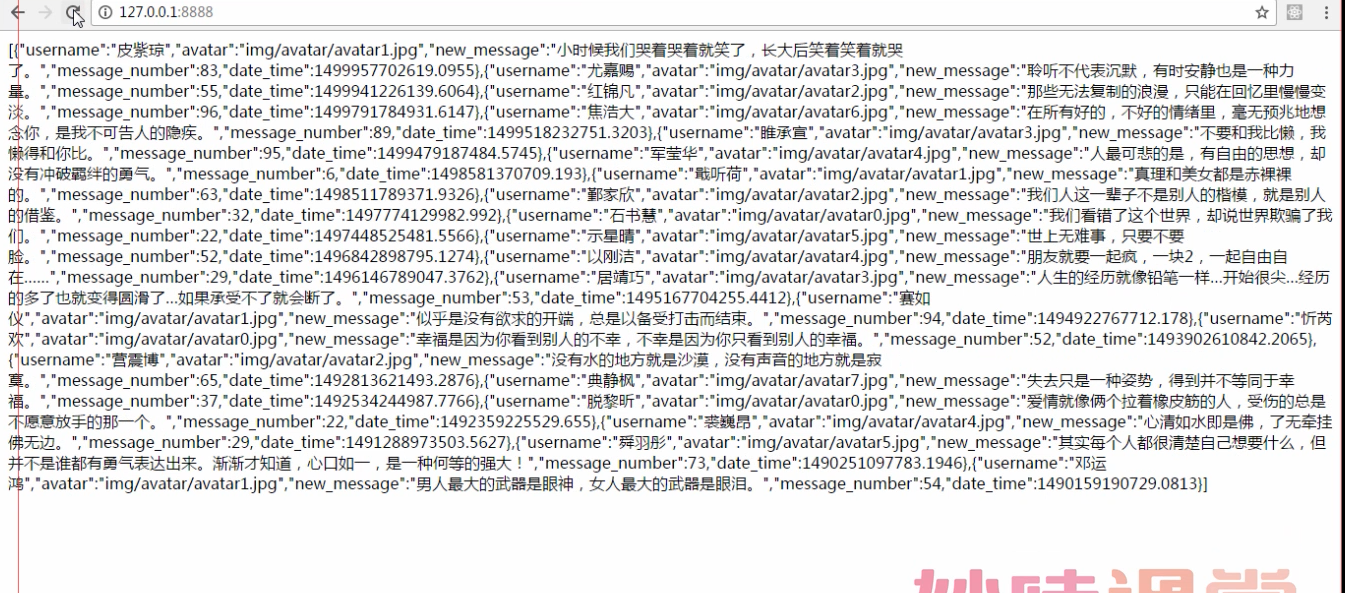 127.0.0.1:8888
[{"username":"皮紫琼","avatar":"img/avatar/avatar1.jpg","new_message":"小时候我们哭着哭着就笑了，长大后笑着笑着就哭
了。","message_number":83,"date_time":1499957702619.0955},{"username":"尤嘉赐","avatar":"img/avatar/avatar3.jpg","new_message":"聆听不代表沉默，有时安静也是一种力
量。","message_number":55,"date_time":1499941226139.6064},{"username":"红锦凡","avatar":"img/avatar/avatar2.jpg","new_message":"那些无法复制的浪漫，只能在回忆里慢慢变
淡。","message_number":96,"date_time":1499791784931.6147},{"username":"焦浩大","avatar":"img/avatar/avatar6.jpg","new_message":"在所有好的，不好的情绪里，毫无预兆地想
念你，是我不可告人的隐疾。","message_number":89,"date_time":1499518232751.3203},{"username":"睢承宣","avatar":"img/avatar/avatar3.jpg","new_message":"不要和我比懒，我
懒得和你比。","message_number":95,"date_time":1499479187484.5745},{"username":"军莹华","avatar":"img/avatar/avatar4.jpg","new_message":"人最可悲的是，有自由的思想，却
没有冲破羁绊的勇气。","message_number":6,"date_time":1498581370709.193},{"username":"戢听荷","avatar":"img/avatar/avatar1.jpg","new_message":"真理和美女都是赤裸裸
的。","message_number":63,"date_time":1498511789371.9326},{"username":"鄞家欣","avatar":"img/avatar/avatar2.jpg","new_message":"我们人这一辈子不是别人的楷模，就是别人
的借鉴。","message_number":32,"date_time":1497774129982.992},{"username":"石书慧","avatar":"img/avatar/avatar0.jpg","new_message":"我们看错了这个世界，却说世界欺骗了我
们。","message_number":22,"date_time":1497448525481.5566},{"username":"示星晴","avatar":"img/avatar/avatar5.jpg","new_message":"世上无难事，只要不要
脸。","message_number":52,"date_time":1496842898795.1274},{"username":"以刚洁","avatar":"img/avatar/avatar4.jpg","new_message":"朋友就要一起疯，一块2，一起自由自
在......","message_number":29,"date_time":1496146789047.3762},{"username":"居靖巧","avatar":"img/avatar/avatar3.jpg","new_message":"人生的经历就像铅笔一样...开始很尖...经历
的多了也就变得圆滑了...如果承受不了就会断了。","message_number":53,"date_time":1495167704255.4412},{"username":"赛如
仪","avatar":"img/avatar/avatar1.jpg","new_message":"似乎是没有欲求的开端，总是以备受打击而结束。","message_number":94,"date_time":1494922767712.178},{"username":"忻芮
欢","avatar":"img/avatar/avatar0.jpg","new_message":"幸福是因为你看到别人的不幸，不幸是因为你只看到别人的幸福。","message_number":52,"date_time":1493902610842.2065},
{"username":"营震博","avatar":"img/avatar/avatar2.jpg","new_message":"没有水的地方就是沙漠，没有声音的地方就是寂
寞。","message_number":65,"date_time":1492813621493.2876},{"username":"典静枫","avatar":"img/avatar/avatar7.jpg","new_message":"失去只是一种姿势，得到并不等同于幸
福。","message_number":37,"date_time":1492534244987.7766},{"username":"脱黎昕","avatar":"img/avatar/avatar0.jpg","new_message":"爱情就像俩个拉着橡皮筋的人，受伤的总是
不愿意放手的那一个。","message_number":22,"date_time":1492359225529.655},{"username":"裘巍昂","avatar":"img/avatar/avatar4.jpg","new_message":"心清如水即是佛，了无牵挂
佛无边。","message_number":29,"date_time":1491288973503.5627},{"username":"舜羽彤","avatar":"img/avatar/avatar5.jpg","new_message":"其实每个人都很清楚自己想要什么，但
并不是谁都有勇气表达出来。渐渐才知道，心口如一，是一种何等的强大！","message_number":73,"date_time":1490251097783.1946},{"username":"邓运
鸿","avatar":"img/avatar/avatar1.jpg","new_message":"男人最大的武器是眼神，女人最大的武器是眼泪。","message_number":54,"date_time":1490159190729.0813}]
妙味课堂